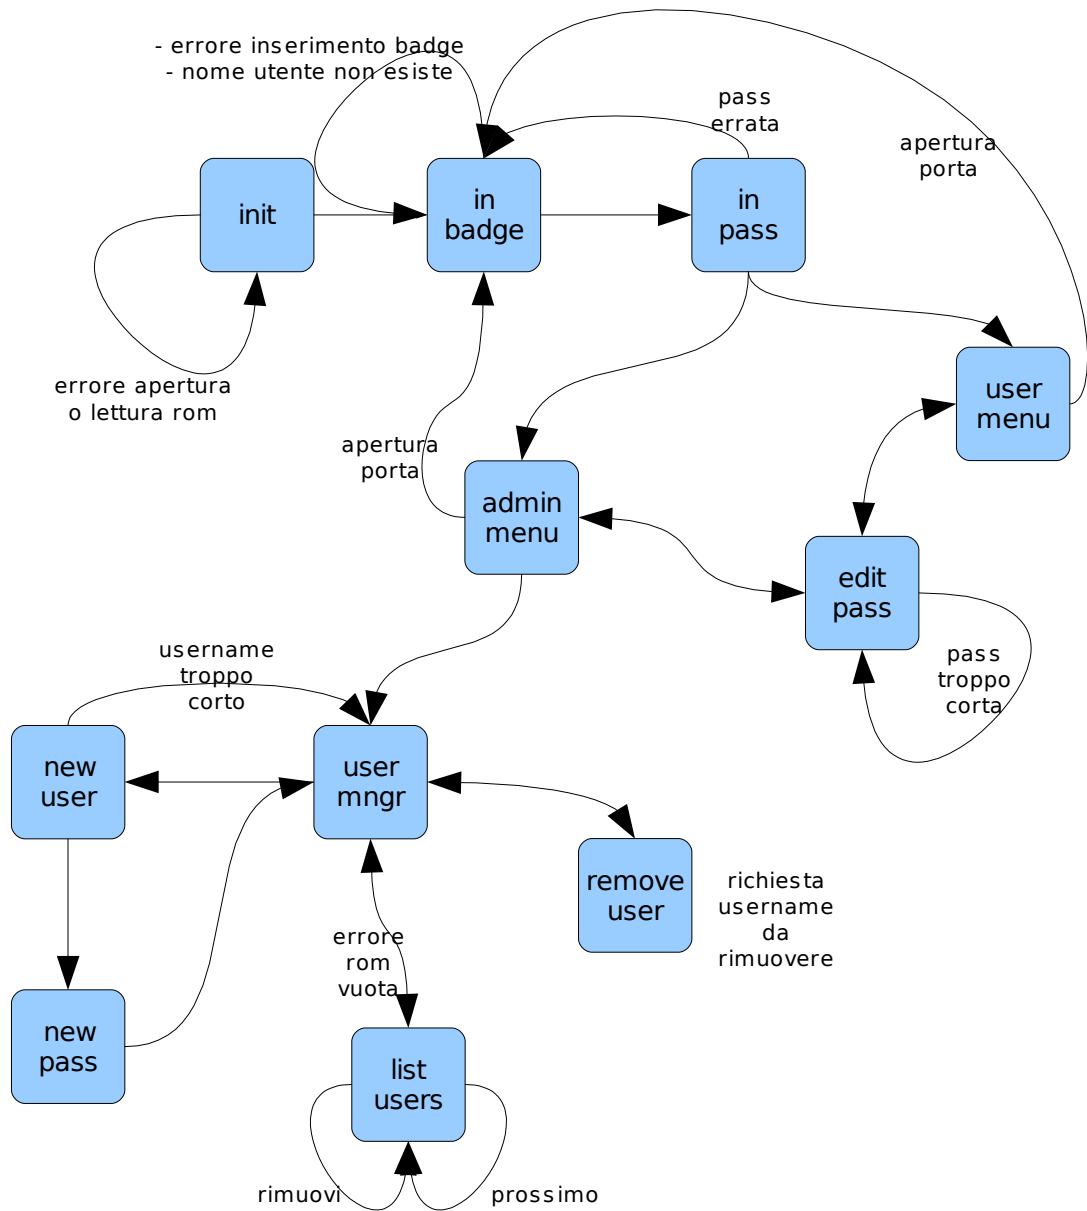 - errore inserimento badge
- nome utente non esiste
pass
errata
apertura
porta
init
in
badge
in
pass
errore apertura
o lettura rom
user
menu
apertura
porta
admin
menu
edit
pass
username
troppo
corto
pass
troppo
corta
new
user
user
mngr
remove
user
richiesta
username
da
rimuovere
errore
rom
vuota
new
pass
list
users
rimuovi
prossimo